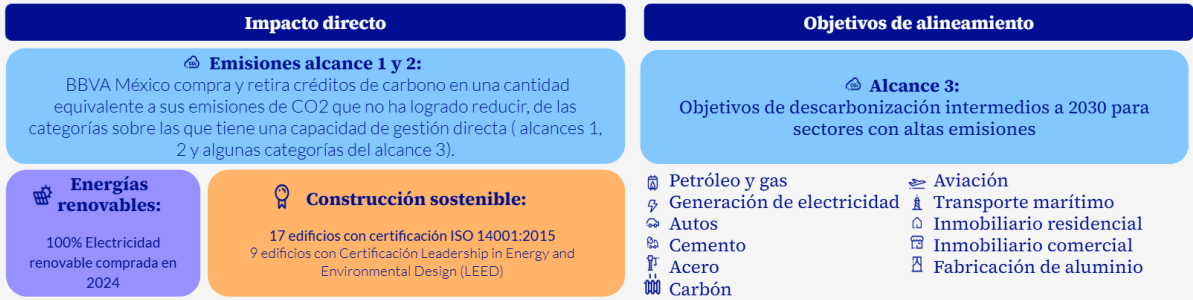 Impacto directo
Emisiones alcance 1 y 2:
BBVA México compra y retira créditos de carbono en una cantidad
equivalente a sus emisiones de CO2 que no ha logrado reducir, de las
categorías sobre las que tiene una capacidad de gestión directa ( alcances 1,
2 y algunas categorías del alcance 3).
Energías
renovables:
100% Electricidad
renovable comprada en
2024
Construcción sostenible:
17 edificios con certificación ISO 14001:2015
9 edificios con Certificación Leadership in Energy and
Environmental Design (LEED)
Objetivos de alineamiento
Alcance 3:
Objetivos de descarbonización intermedios a 2030 para
sectores con altas emisiones
Petróleo y gas
Generación de electricidad
Autos
Cemento
Acero
Carbón
Aviación
Transporte marítimo
Inmobiliario residencial
Inmobiliario comercial
Fabricación de aluminio